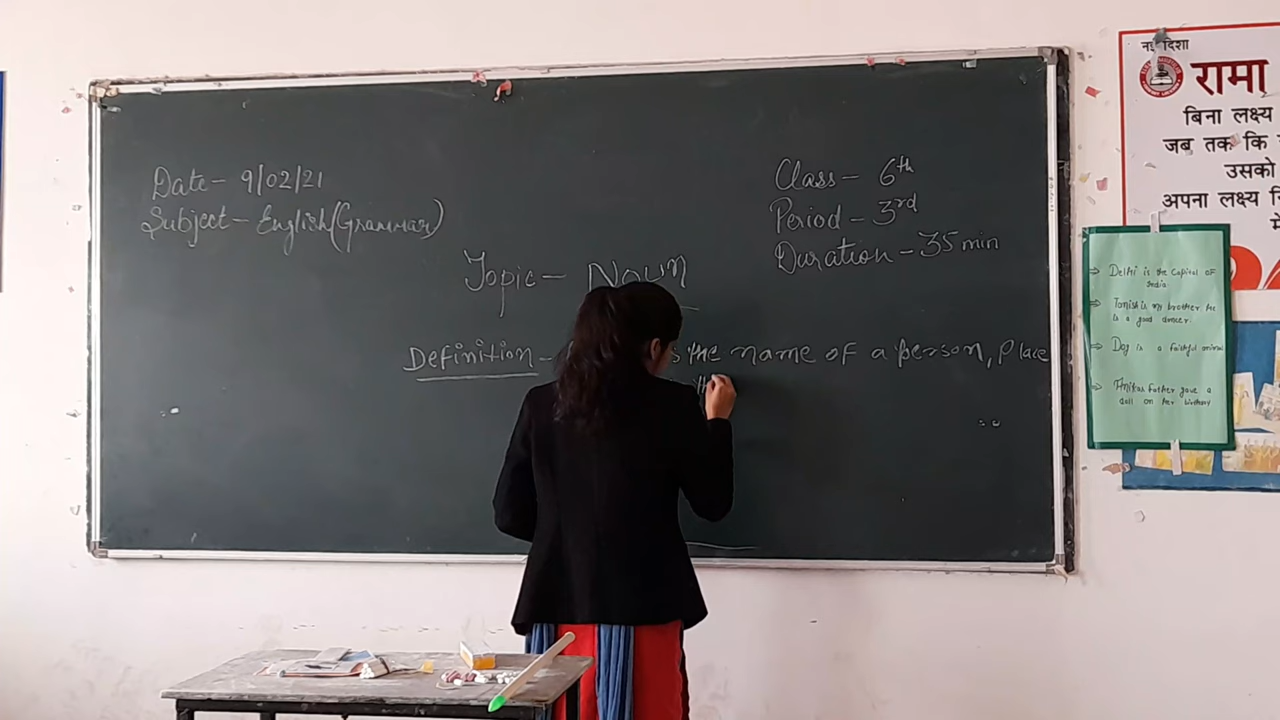 Date - 9/02/21
Subject - English(Grammar)
Class - 6th
Period - 3rd
Duration - 35 min
Topic - Noun
Definition - the name of a person, Place
नई दिशा
रामा
बिना लक्ष्य
जब तक कि
उसको
अपना लक्ष्य
Delhi is the Capital OF
India.
Tanish is my brother. He
is a good dancer.
Dog is a faithful animal
Anikas Father gave a
doll on her birthday